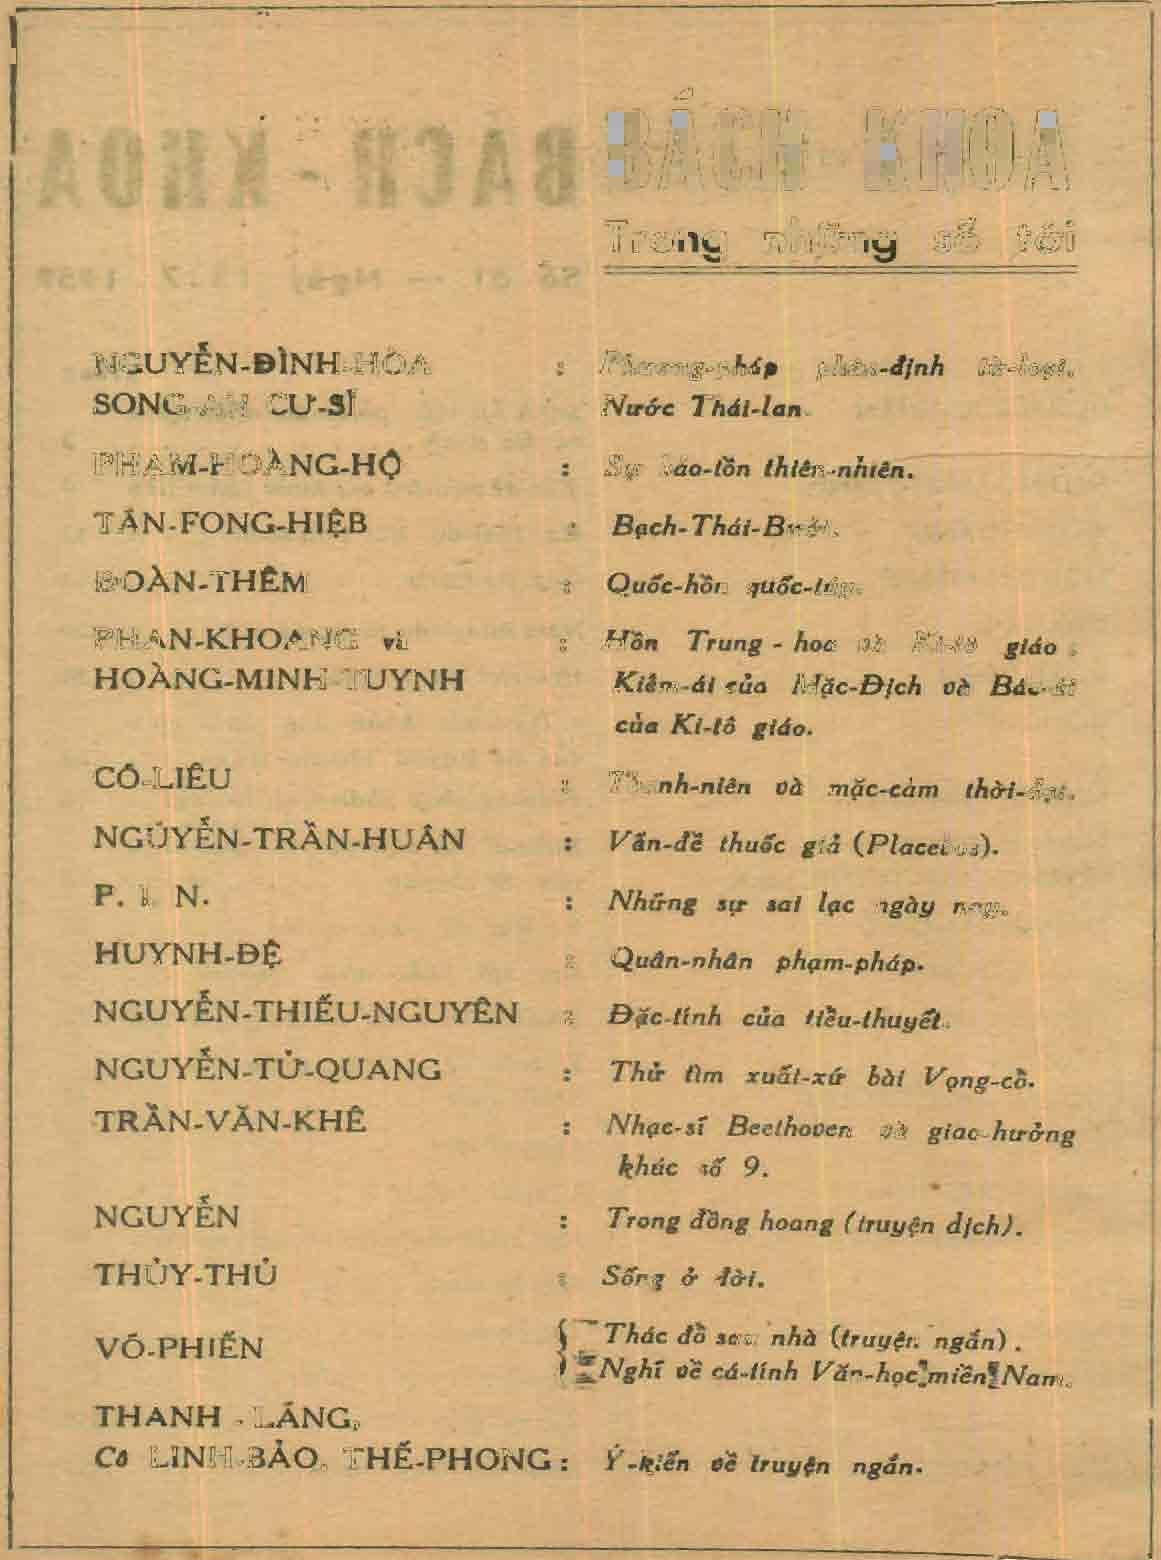 BÁCH - KHOA
Trong những số tới
NGUYỄN-ĐÌNH-HÒA : Phương-pháp phân-định từ-loại.
SONG-AN CƯ-SĨ Nước Thái-lan.
PHẠM-HOÀNG-HỘ : Sự bảo-tồn thiên-nhiên.
TÂN-FONG-HIỆB : Bạch-Thái-Bưởi.
ĐOÀN-THÊM : Quốc-hồn quốc-túy.
PHAN-KHOANG và : Hồn Trung-hoa và Ki-tô giáo :
HOÀNG-MINH-TUYNH Kiêm-ái của Mặc-Địch và Bác-ái
của Ki-tô giáo.
CÔ-LIÊU : Thanh-niên và mặc-cảm thời-đại.
NGUYỄN-TRẦN-HUÂN : Vấn-đề thuốc giả (Placebos).
P. I. N. : Những sự sai lạc ngày nay.
HUYNH-ĐỆ : Quân-nhân phạm-pháp.
NGUYỄN-THIẾU-NGUYÊN : Đặc-tính của tiểu-thuyết.
NGUYỄN-TỬ-QUANG : Thử tìm xuất-xứ bài Vọng-cổ.
TRẦN-VĂN-KHÊ : Nhạc-sĩ Beethoven và giao-hưởng
khúc số 9.
NGUYỄN : Trong đồng hoang (truyện dịch).
THỦY-THỦ : Sống ở đời.
VÕ-PHIẾN { — Thác đổ sau nhà (truyện ngắn).
— Nghĩ về cá-tính Văn-học miền Nam.
THANH - LÃNG,
Cô LINH-BẢO, THẾ-PHONG : Ý-kiến về truyện ngắn.